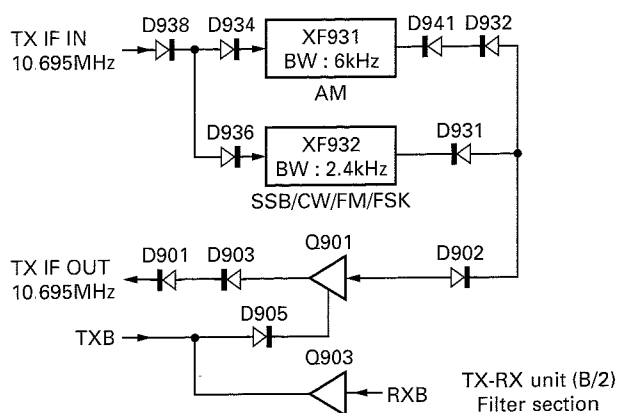 D938 D934 D941 D932
TX IF IN
10.695MHz
XF931
BW : 6kHz
AM
D936 D931
XF932
BW : 2.4kHz
SSB/CW/FM/FSK
Q901
D901 D903 D902
TX IF OUT
10.695MHz
D905
TXB
Q903
RXB
TX-RX unit (B/2)
Filter section